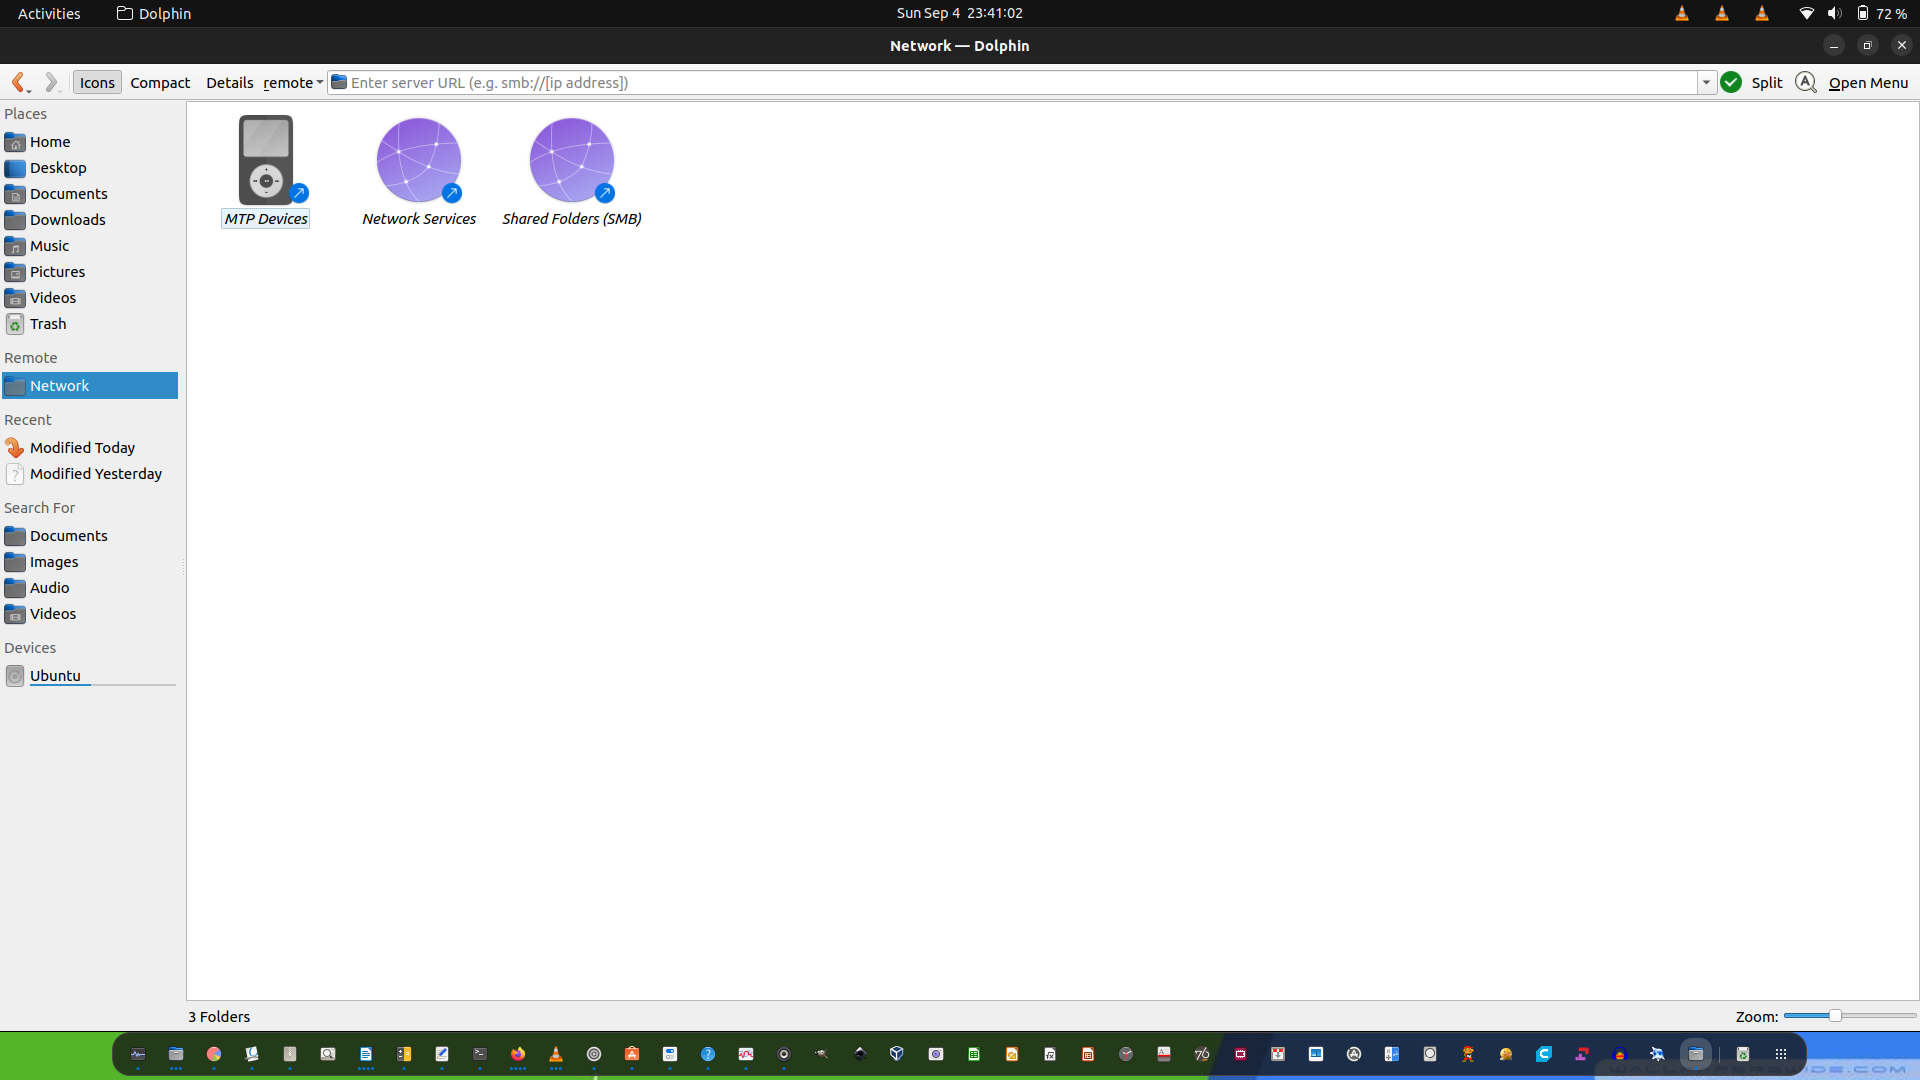 Activities Dolphin Sun Sep 4 23:41:02 72 %
Network — Dolphin
Icons Compact Details remote Enter server URL (e.g. smb://[ip address]) Split Open Menu
Places
Home
Desktop
Documents
Downloads
Music
Pictures
Videos
Trash
Remote
Network
Recent
Modified Today
Modified Yesterday
Search For
Documents
Images
Audio
Videos
Devices
Ubuntu
MTP Devices Network Services Shared Folders (SMB)
3 Folders Zoom:
76